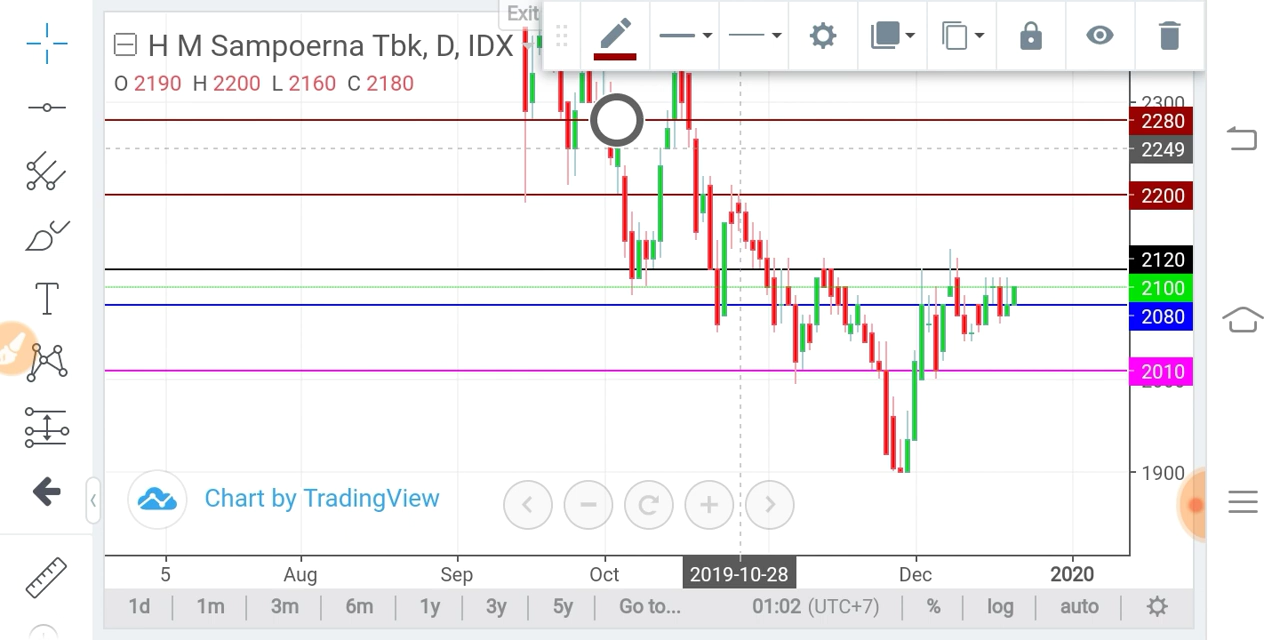 Exit
H M Sampoerna Tbk, D, IDX
O 2190 H 2200 L 2160 C 2180
2300
2280
2249
2200
2120
2100
2080
2010
1900
Chart by TradingView
5 Aug Sep Oct 2019-10-28 Dec 2020
1d 1m 3m 6m 1y 3y 5y Go to... 01:02 (UTC+7) % log auto